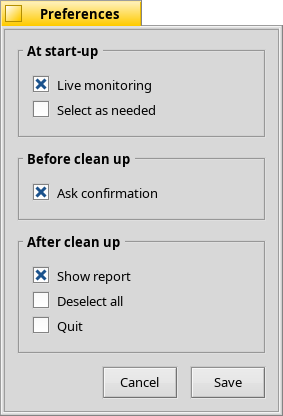 Preferences
At start-up
Live monitoring
Select as needed
Before clean up
Ask confirmation
After clean up
Show report
Deselect all
Quit
Cancel Save